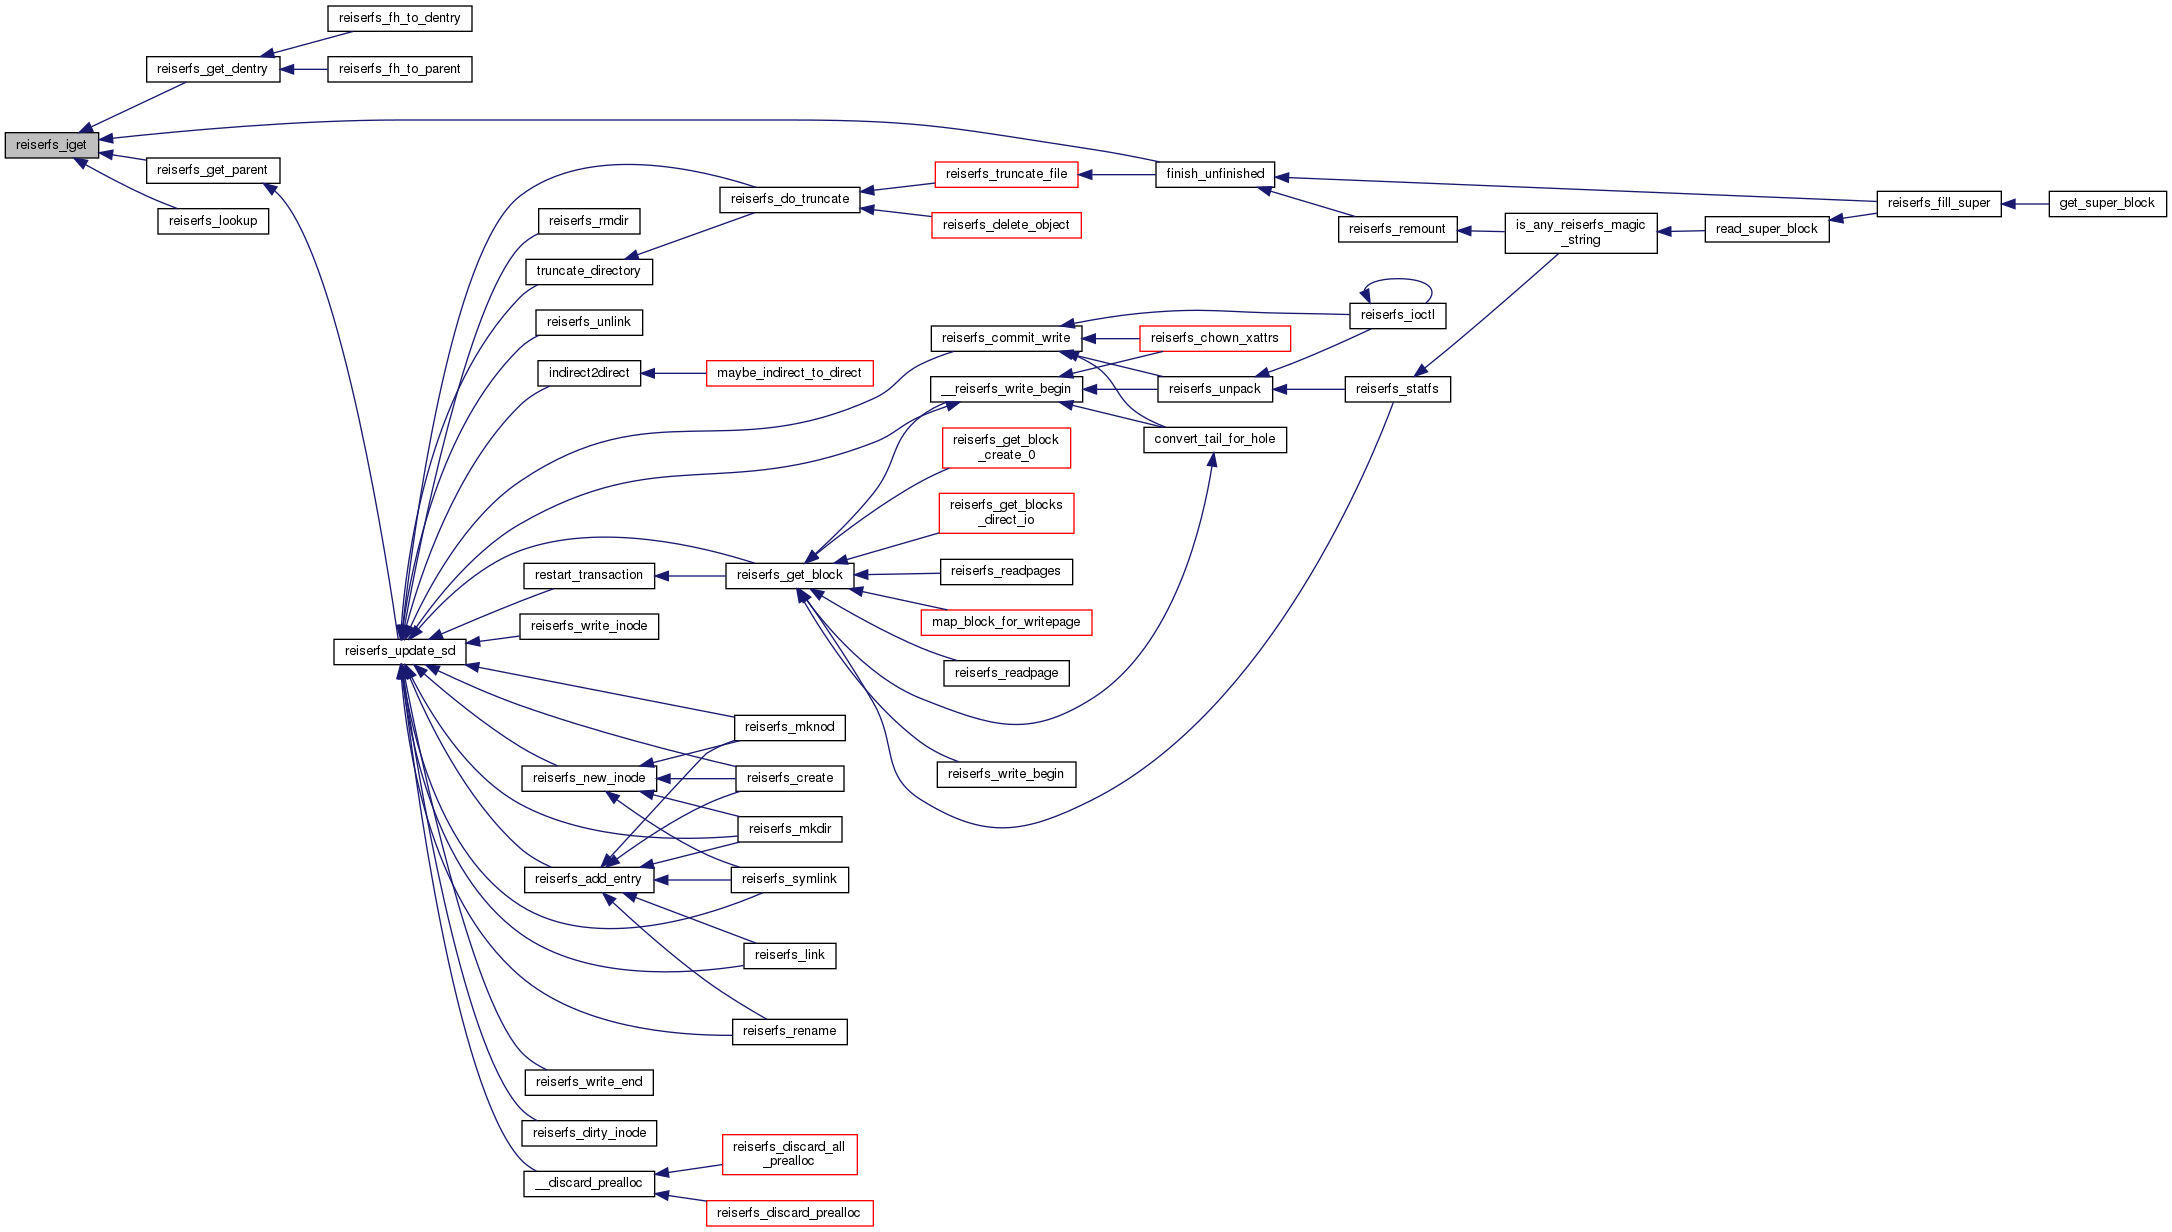 reiserfs_fh_to_dentry
reiserfs_get_dentry
reiserfs_fh_to_parent
reiserfs_iget
reiserfs_get_parent
reiserfs_lookup
reiserfs_do_truncate
reiserfs_truncate_file
finish_unfinished
reiserfs_rmdir
reiserfs_delete_object
reiserfs_remount
is_any_reiserfs_magic
_string
read_super_block
reiserfs_fill_super
get_super_block
truncate_directory
reiserfs_unlink
reiserfs_ioctl
reiserfs_commit_write
reiserfs_chown_xattrs
indirect2direct
maybe_indirect_to_direct
__reiserfs_write_begin
reiserfs_unpack
reiserfs_statfs
reiserfs_get_block
_create_0
convert_tail_for_hole
reiserfs_get_blocks
_direct_io
restart_transaction
reiserfs_get_block
reiserfs_readpages
reiserfs_write_inode
map_block_for_writepage
reiserfs_update_sd
reiserfs_readpage
reiserfs_mknod
reiserfs_new_inode
reiserfs_create
reiserfs_write_begin
reiserfs_mkdir
reiserfs_add_entry
reiserfs_symlink
reiserfs_link
reiserfs_rename
reiserfs_write_end
reiserfs_dirty_inode
reiserfs_discard_all
_prealloc
__discard_prealloc
reiserfs_discard_prealloc